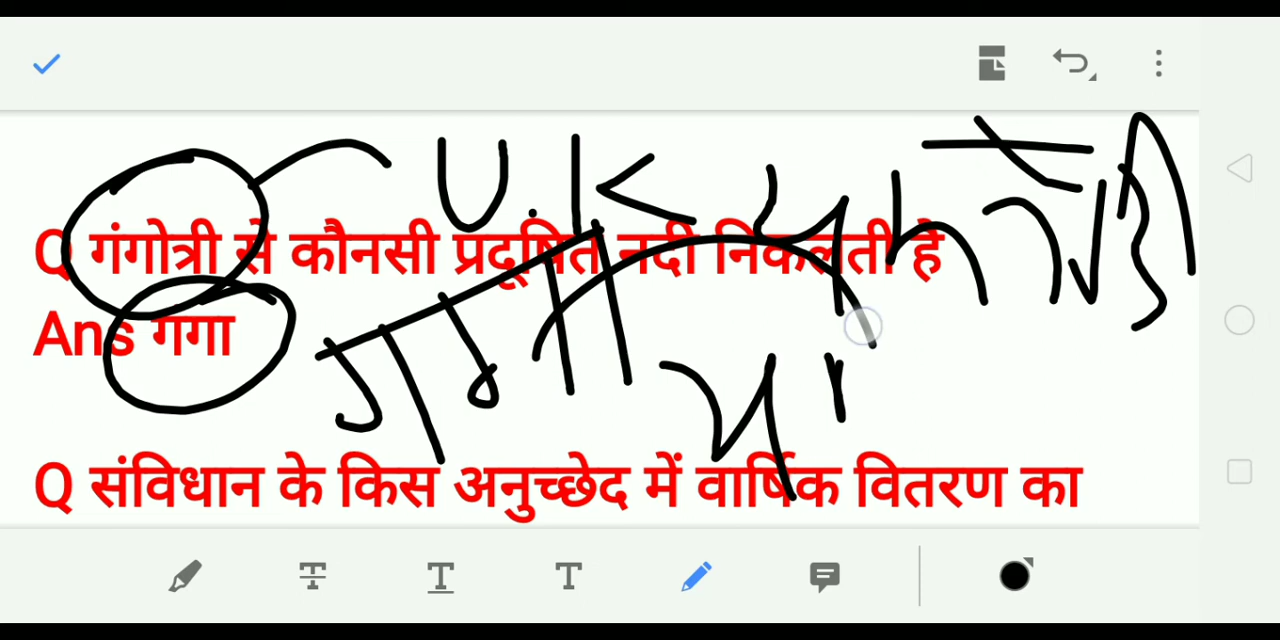 U.K
Q गंगोत्री से कौनसी प्रदूषित नदी निकलती है
Ans गगा
Q संविधान के किस अनुच्छेद में वार्षिक वितरण का